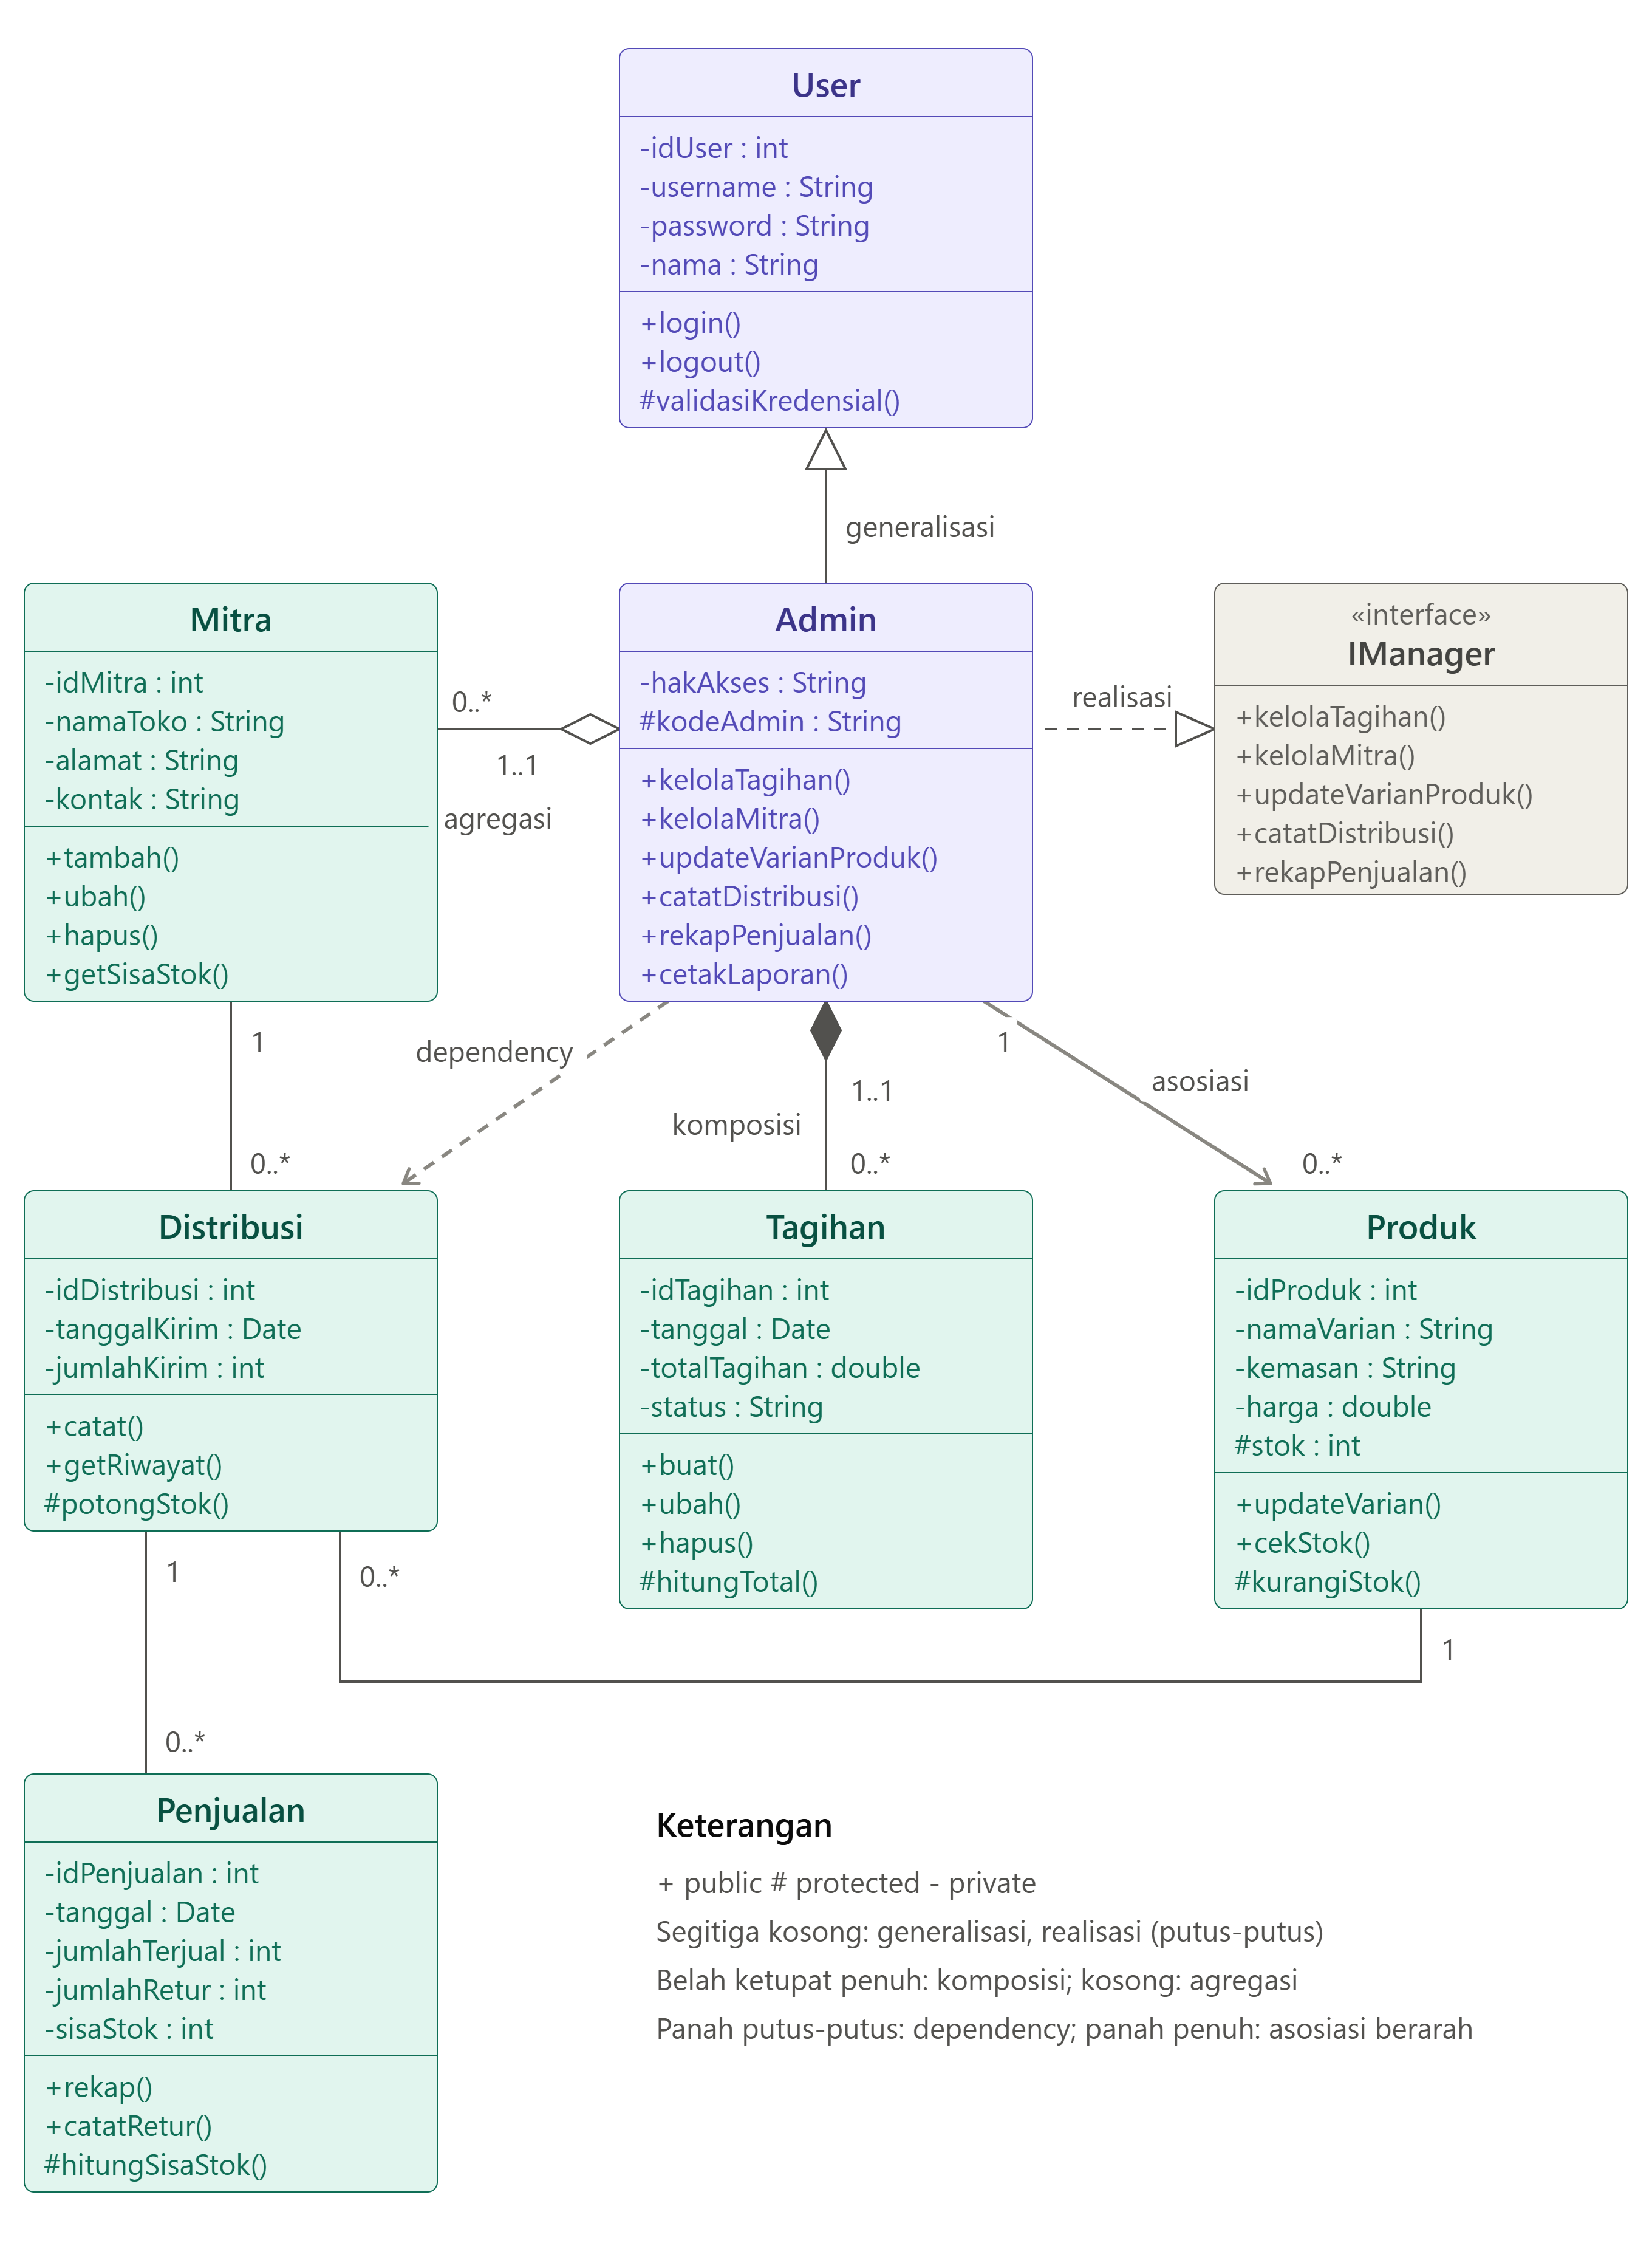 User
-idUser : int
-username : String
-password : String
-nama : String
+login()
+logout()
#validasiKredensial()
generalisasi
Mitra
-idMitra : int
-namaToko : String
-alamat : String
-kontak : String
+tambah()
+ubah()
+hapus()
+getSisaStok()
0..*
1..1
agregasi
Admin
-hakAkses : String
#kodeAdmin : String
+kelolaTagihan()
+kelolaMitra()
+updateVarianProduk()
+catatDistribusi()
+rekapPenjualan()
+cetakLaporan()
realisasi
«interface»
IManager
+kelolaTagihan()
+kelolaMitra()
+updateVarianProduk()
+catatDistribusi()
+rekapPenjualan()
1
0..*
dependency
komposisi
1..1
0..*
1
asosiasi
0..*
Distribusi
-idDistribusi : int
-tanggalKirim : Date
-jumlahKirim : int
+catat()
+getRiwayat()
#potongStok()
Tagihan
-idTagihan : int
-tanggal : Date
-totalTagihan : double
-status : String
+buat()
+ubah()
+hapus()
#hitungTotal()
Produk
-idProduk : int
-namaVarian : String
-kemasan : String
-harga : double
#stok : int
+updateVarian()
+cekStok()
#kurangiStok()
1
0..*
1
0..*
Penjualan
-idPenjualan : int
-tanggal : Date
-jumlahTerjual : int
-jumlahRetur : int
-sisaStok : int
+rekap()
+catatRetur()
#hitungSisaStok()
Keterangan
+ public # protected - private
Segitiga kosong: generalisasi, realisasi (putus-putus)
Belah ketupat penuh: komposisi; kosong: agregasi
Panah putus-putus: dependency; panah penuh: asosiasi berarah